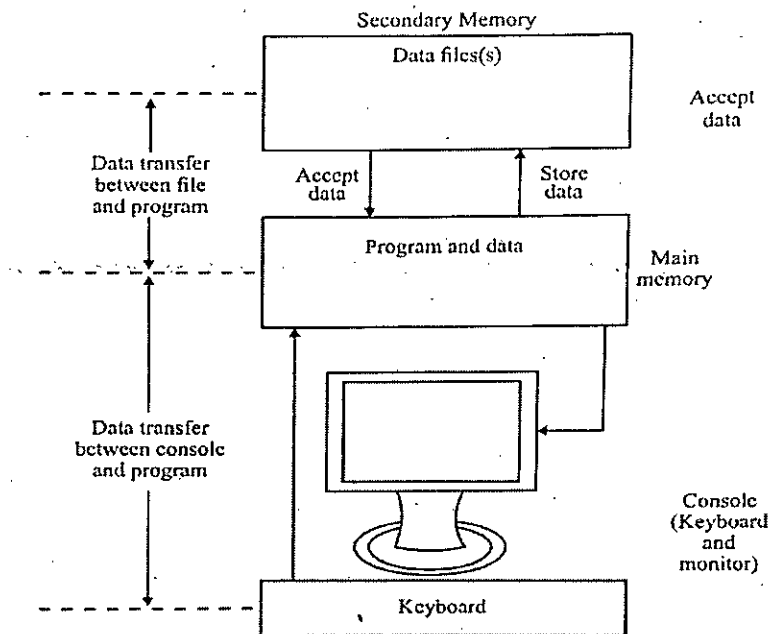 Secondary Memory
Data files(s)
Accept
data
Data transfer
between file
and program
Accept
data
Store
data
Program and data
Main
memory
Data transfer
between console
and program
Console
(Keyboard
and
monitor)
Keyboard